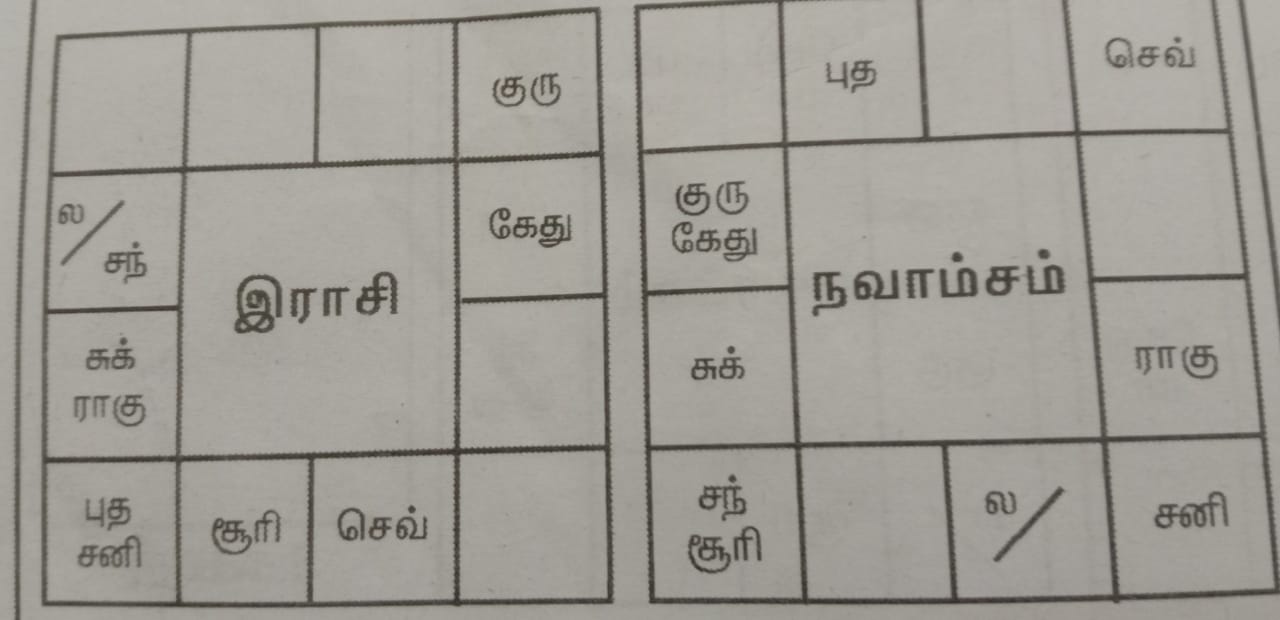 குரு
ல
சந்
கேது
இராசி
சுக்
ராகு
புத
சனி
சூரி
செவ்
புத
செவ்
குரு
கேது
நவாம்சம்
சுக்
ராகு
சந்
சூரி
ல
சனி